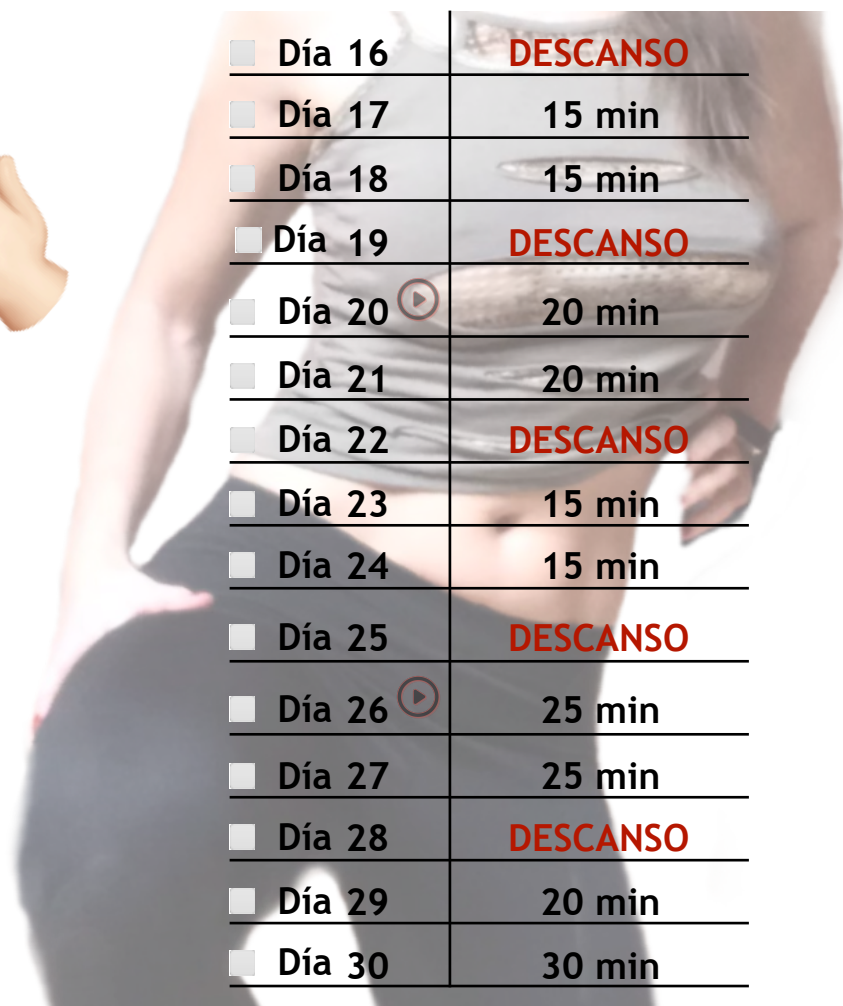 Día 16 DESCANSO
Día 17 15 min
Día 18 15 min
Día 19 DESCANSO
Día 20 20 min
Día 21 20 min
Día 22 DESCANSO
Día 23 15 min
Día 24 15 min
Día 25 DESCANSO
Día 26 25 min
Día 27 25 min
Día 28 DESCANSO
Día 29 20 min
Día 30 30 min